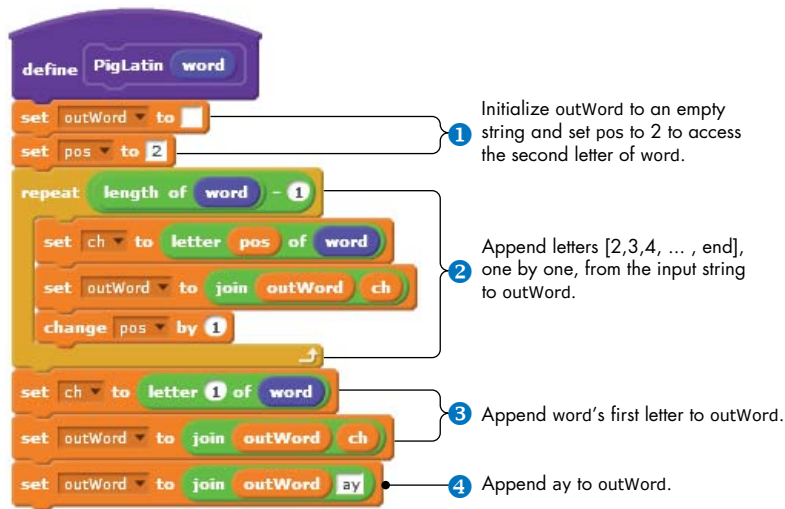 define PigLatin word
set outWord to
set pos to 2
1 Initialize outWord to an empty
string and set pos to 2 to access
the second letter of word.
repeat length of word - 1
set ch to letter pos of word
set outWord to join outWord ch
change pos by 1
2 Append letters [2,3,4, ... , end],
one by one, from the input string
to outWord.
set ch to letter 1 of word
set outWord to join outWord ch
3 Append word's first letter to outWord.
set outWord to join outWord ay
4 Append ay to outWord.